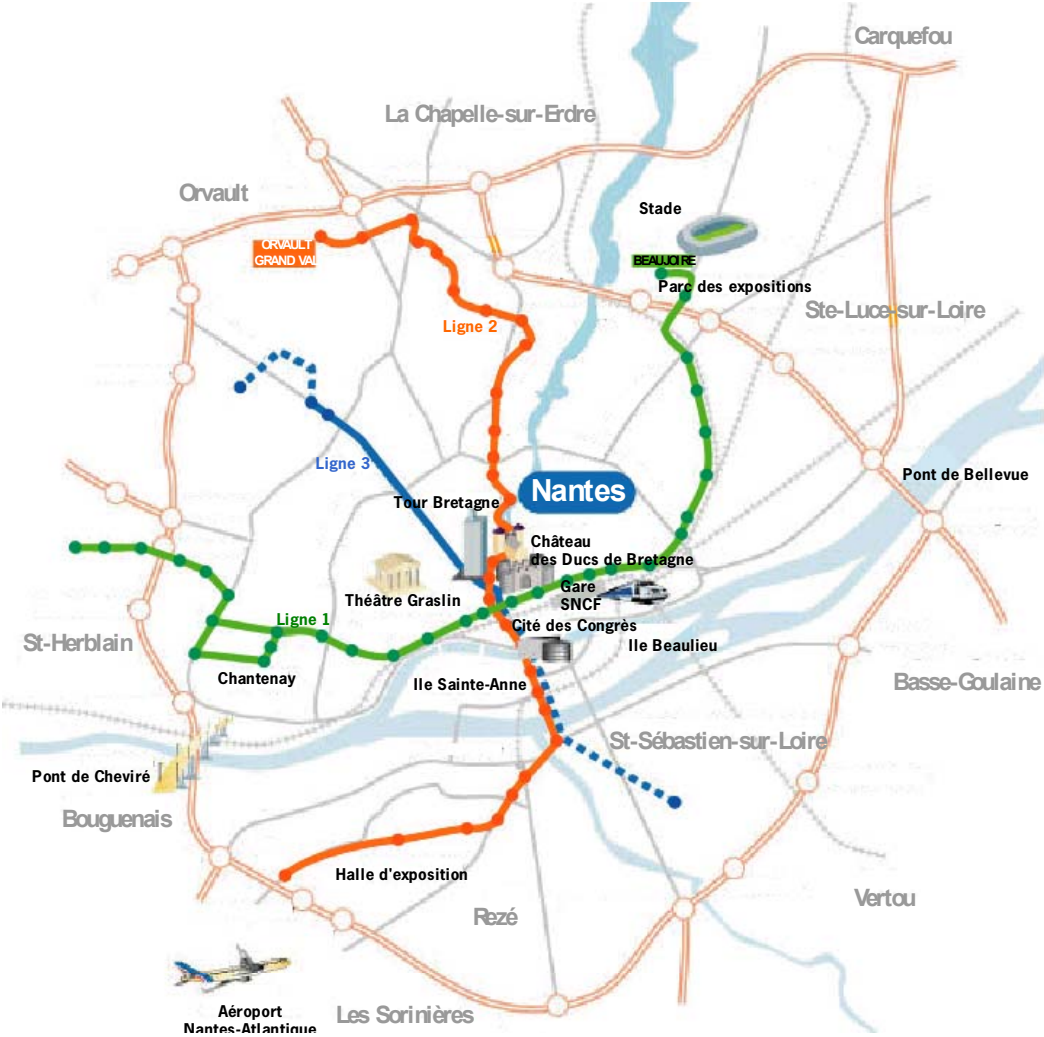 Carquefou
La Chapelle-sur-Erdre
Orvault
Stade
ORVAULT
GRAND VAL
BEAUJOIRE
Parc des expositions
Ste-Luce-sur-Loire
Ligne 2
Ligne 3
Pont de Bellevue
Nantes
Tour Bretagne
Château
des Ducs de Bretagne
Gare
SNCF
Théâtre Graslin
Ligne 1
Cité des Congrès
St-Herblain
Ile Beaulieu
Chantenay
Ile Sainte-Anne
Basse-Goulaine
St-Sébastien-sur-Loire
Pont de Cheviré
Bouguenais
Halle d'exposition
Vertou
Rezé
Aéroport
Nantes-Atlantique
Les Sorinières